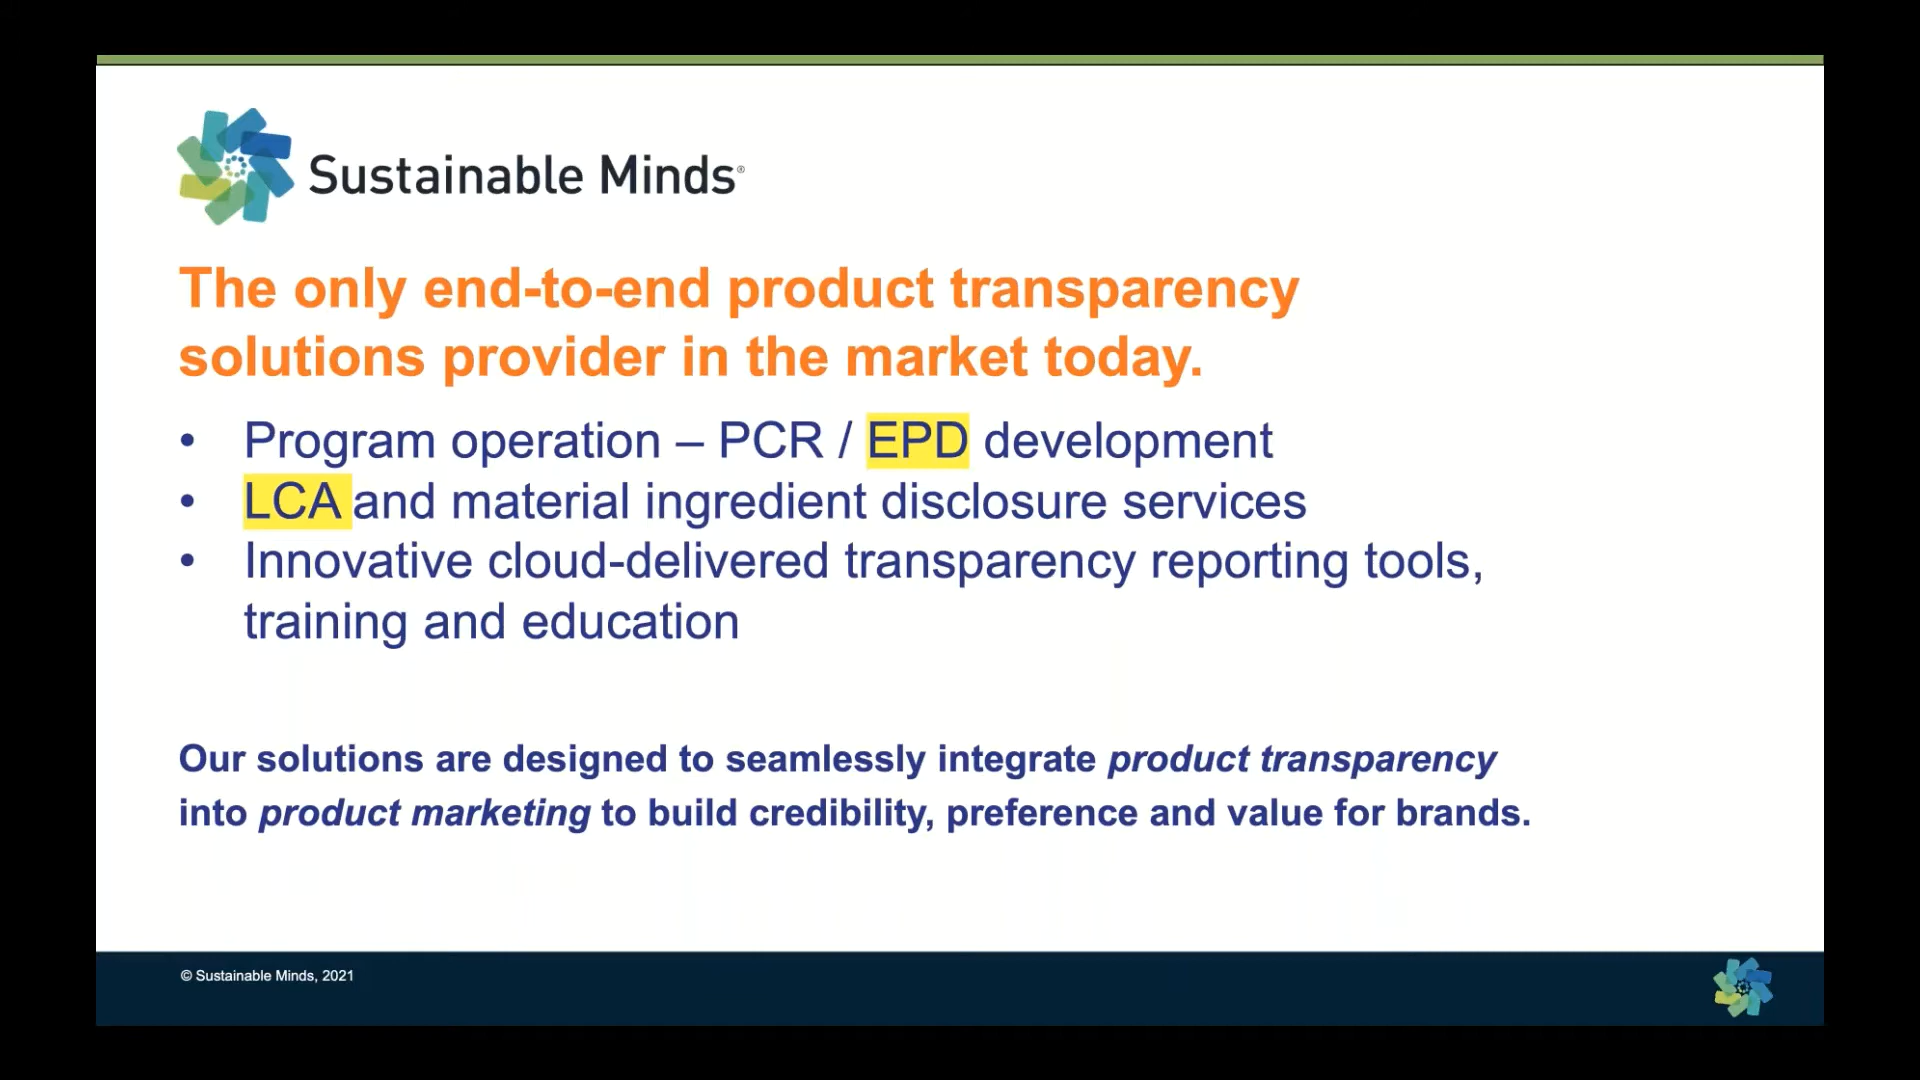 Sustainable Minds®
The only end-to-end product transparency
solutions provider in the market today.
• Program operation – PCR / EPD development
• LCA and material ingredient disclosure services
• Innovative cloud-delivered transparency reporting tools,
training and education
Our solutions are designed to seamlessly integrate product transparency
into product marketing to build credibility, preference and value for brands.
© Sustainable Minds, 2021